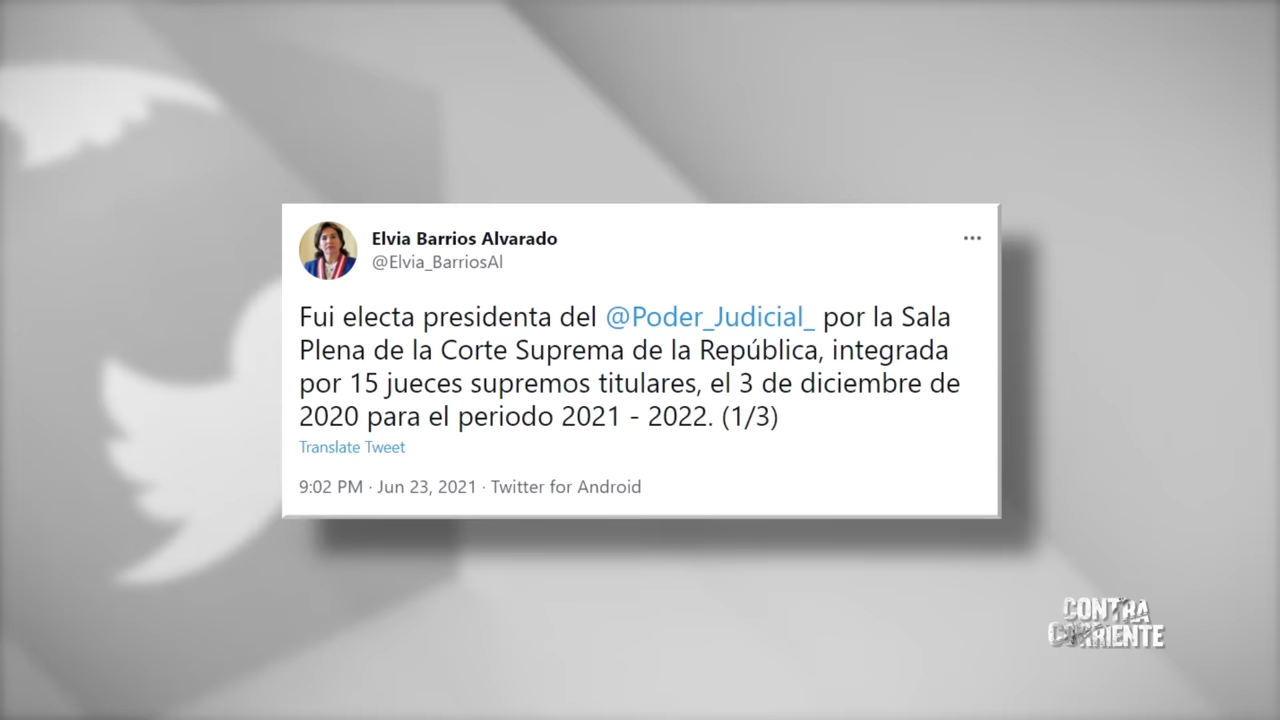 Elvia Barrios Alvarado
@Elvia_BarriosAl
Fui electa presidenta del @Poder_Judicial_ por la Sala
Plena de la Corte Suprema de la República, integrada
por 15 jueces supremos titulares, el 3 de diciembre de
2020 para el periodo 2021 - 2022. (1/3)
Translate Tweet
9:02 PM · Jun 23, 2021 · Twitter for Android
CONTRA
CORRIENTE